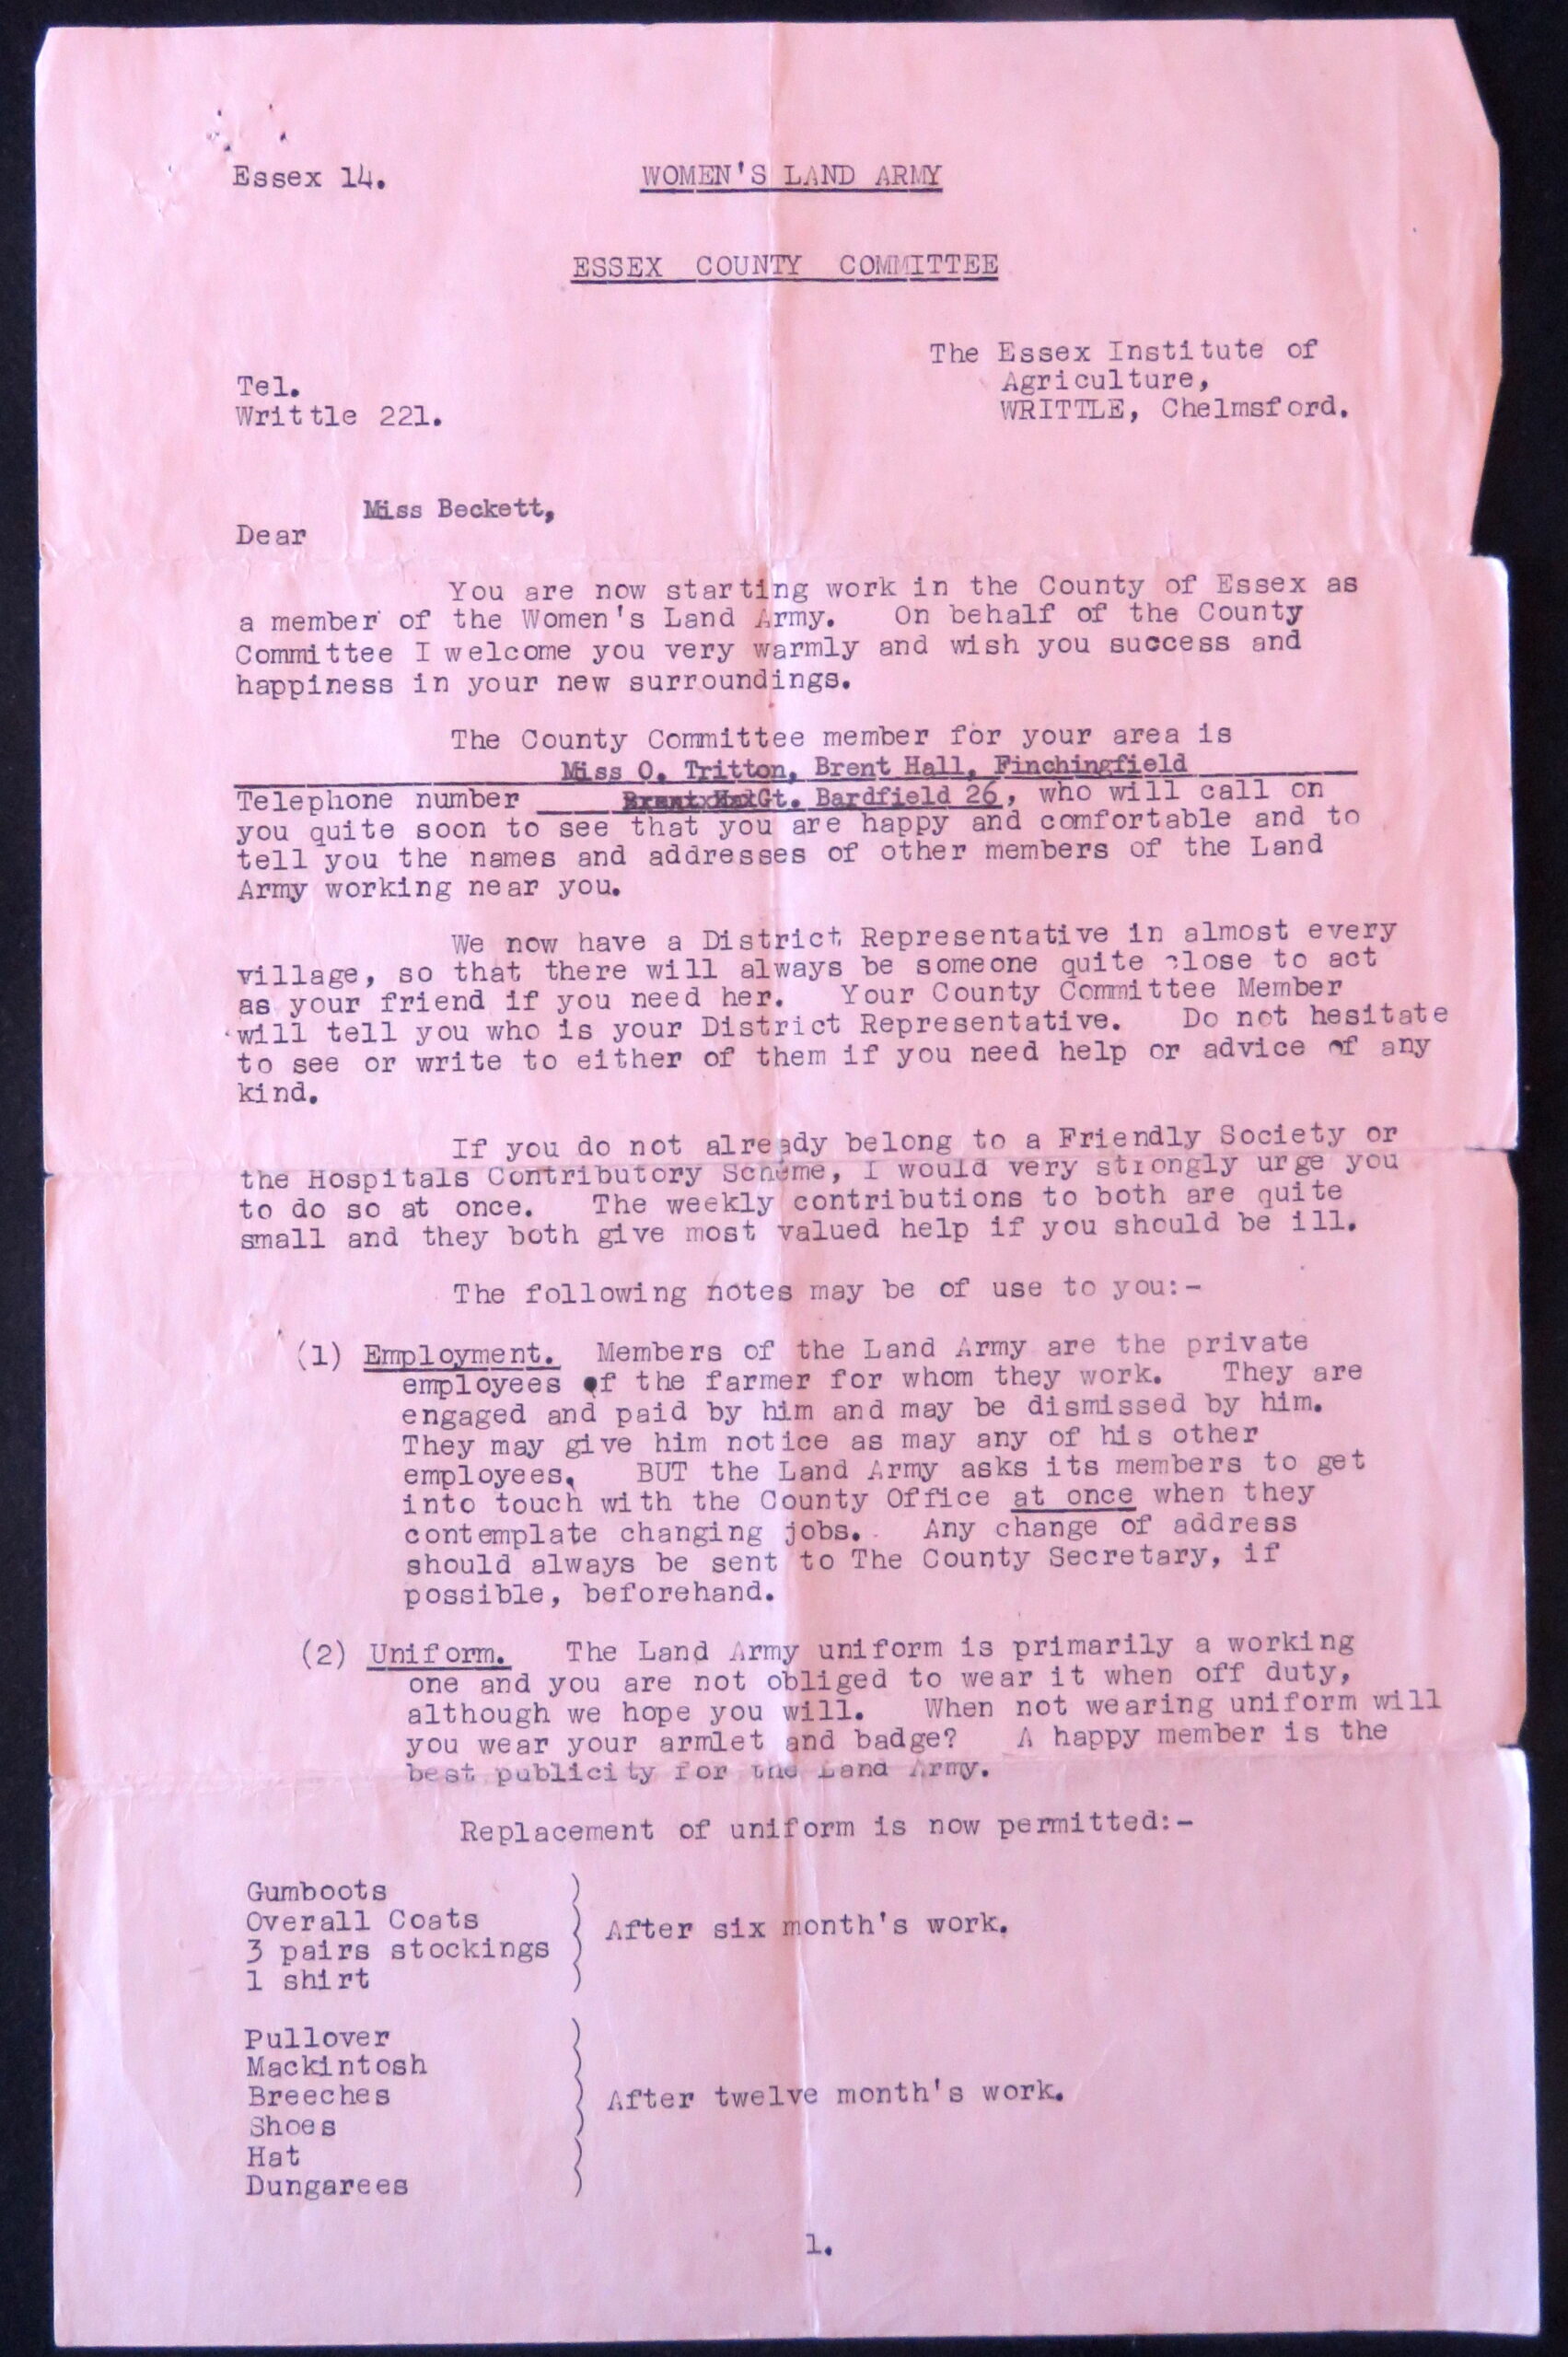 Essex 14.
WOMEN'S LAND ARMY
ESSEX COUNTY COMMITTEE
The Essex Institute of
Agriculture,
WRITTLE, Chelmsford.
Tel.
Writtle 221.
Miss Beckett,
Dear
You are now starting work in the County of Essex as
a member of the Women's Land Army. On behalf of the County
Committee I welcome you very warmly and wish you success and
happiness in your new surroundings.
The County Committee member for your area is
Miss O. Tritton, Brent Hall, Finchingfield
Telephone number Gt. Bardfield 26, who will call on
you quite soon to see that you are happy and comfortable and to
tell you the names and addresses of other members of the Land
Army working near you.
We now have a District Representative in almost every
village, so that there will always be someone quite close to act
as your friend if you need her. Your County Committee Member
will tell you who is your District Representative. Do not hesitate
to see or write to either of them if you need help or advice of any
kind.
If you do not already belong to a Friendly Society or
the Hospitals Contributory Scheme, I would very strongly urge you
to do so at once. The weekly contributions to both are quite
small and they both give most valued help if you should be ill.
The following notes may be of use to you:-
(1) Employment. Members of the Land Army are the private
employees of the farmer for whom they work. They are
engaged and paid by him and may be dismissed by him.
They may give him notice as may any of his other
employees. BUT the Land Army asks its members to get
into touch with the County Office at once when they
contemplate changing jobs. Any change of address
should always be sent to The County Secretary, if
possible, beforehand.
(2) Uniform. The Land Army uniform is primarily a working
one and you are not obliged to wear it when off duty,
although we hope you will. When not wearing uniform will
you wear your armlet and badge? A happy member is the
best publicity for the Land Army.
Replacement of uniform is now permitted:-
Gumboots
Overall Coats
3 pairs stockings
1 shirt
After six month's work.
Pullover
Mackintosh
Breeches
Shoes
Hat
Dungarees
After twelve month's work.
1.